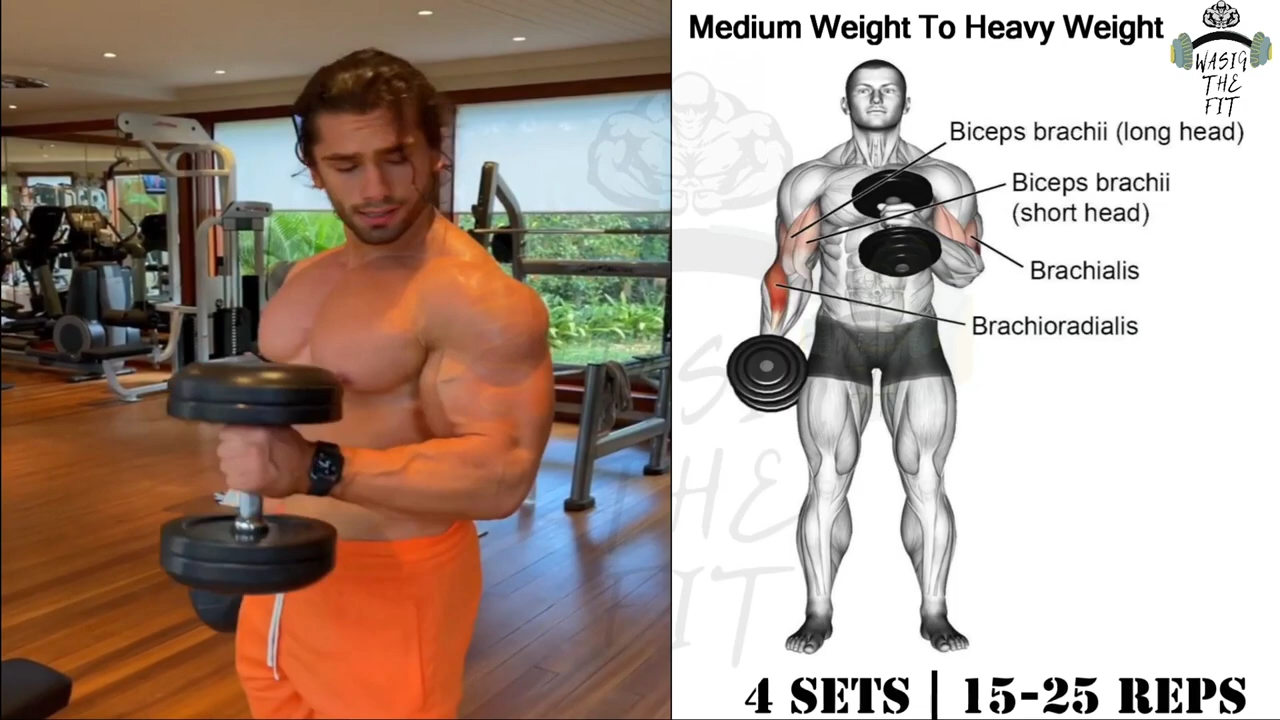 Medium Weight To Heavy Weight
WASIG
THE
FIT
Biceps brachii (long head)
Biceps brachii
(short head)
Brachialis
Brachioradialis
4 SETS | 15-25 REPS